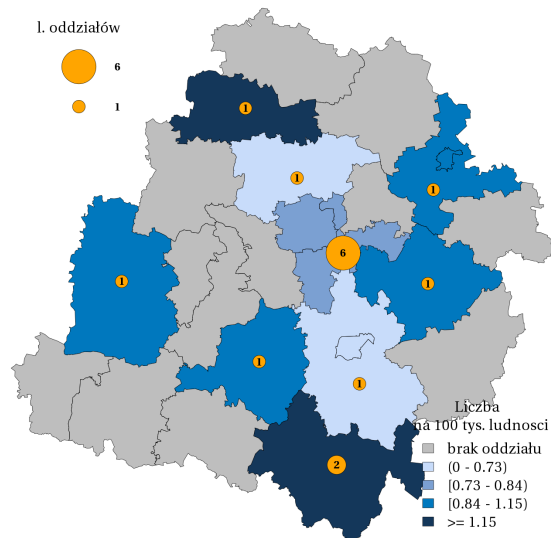 l. oddziałów
6
1
1
1
1
6
1
1
1
1
2
Liczba
na 100 tys. ludnosci
brak oddziału
(0 - 0.73)
[0.73 - 0.84)
[0.84 - 1.15)
>= 1.15